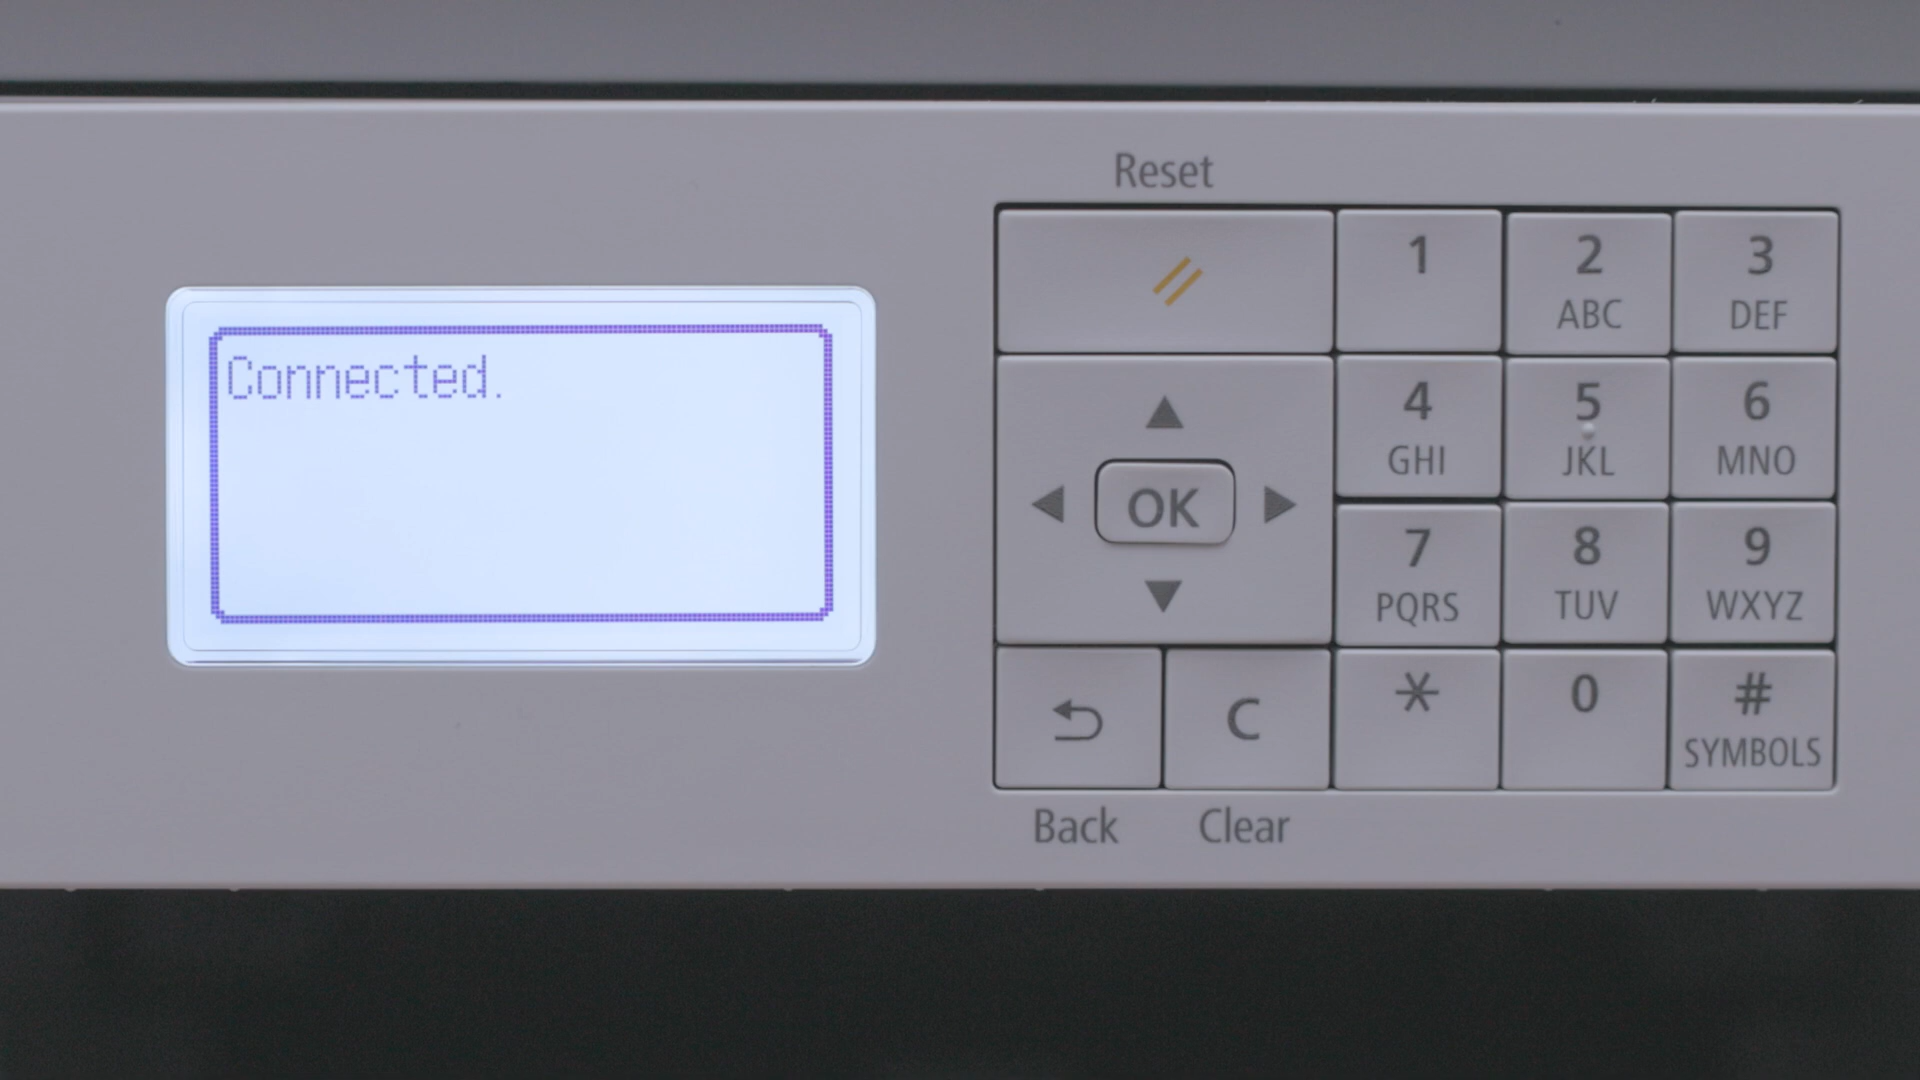 Connected.
Reset
1
2
ABC
3
DEF
4
GHI
5
JKL
6
MNO
OK
7
PQRS
8
TUV
9
WXYZ
C
*
0
#
SYMBOLS
Back
Clear